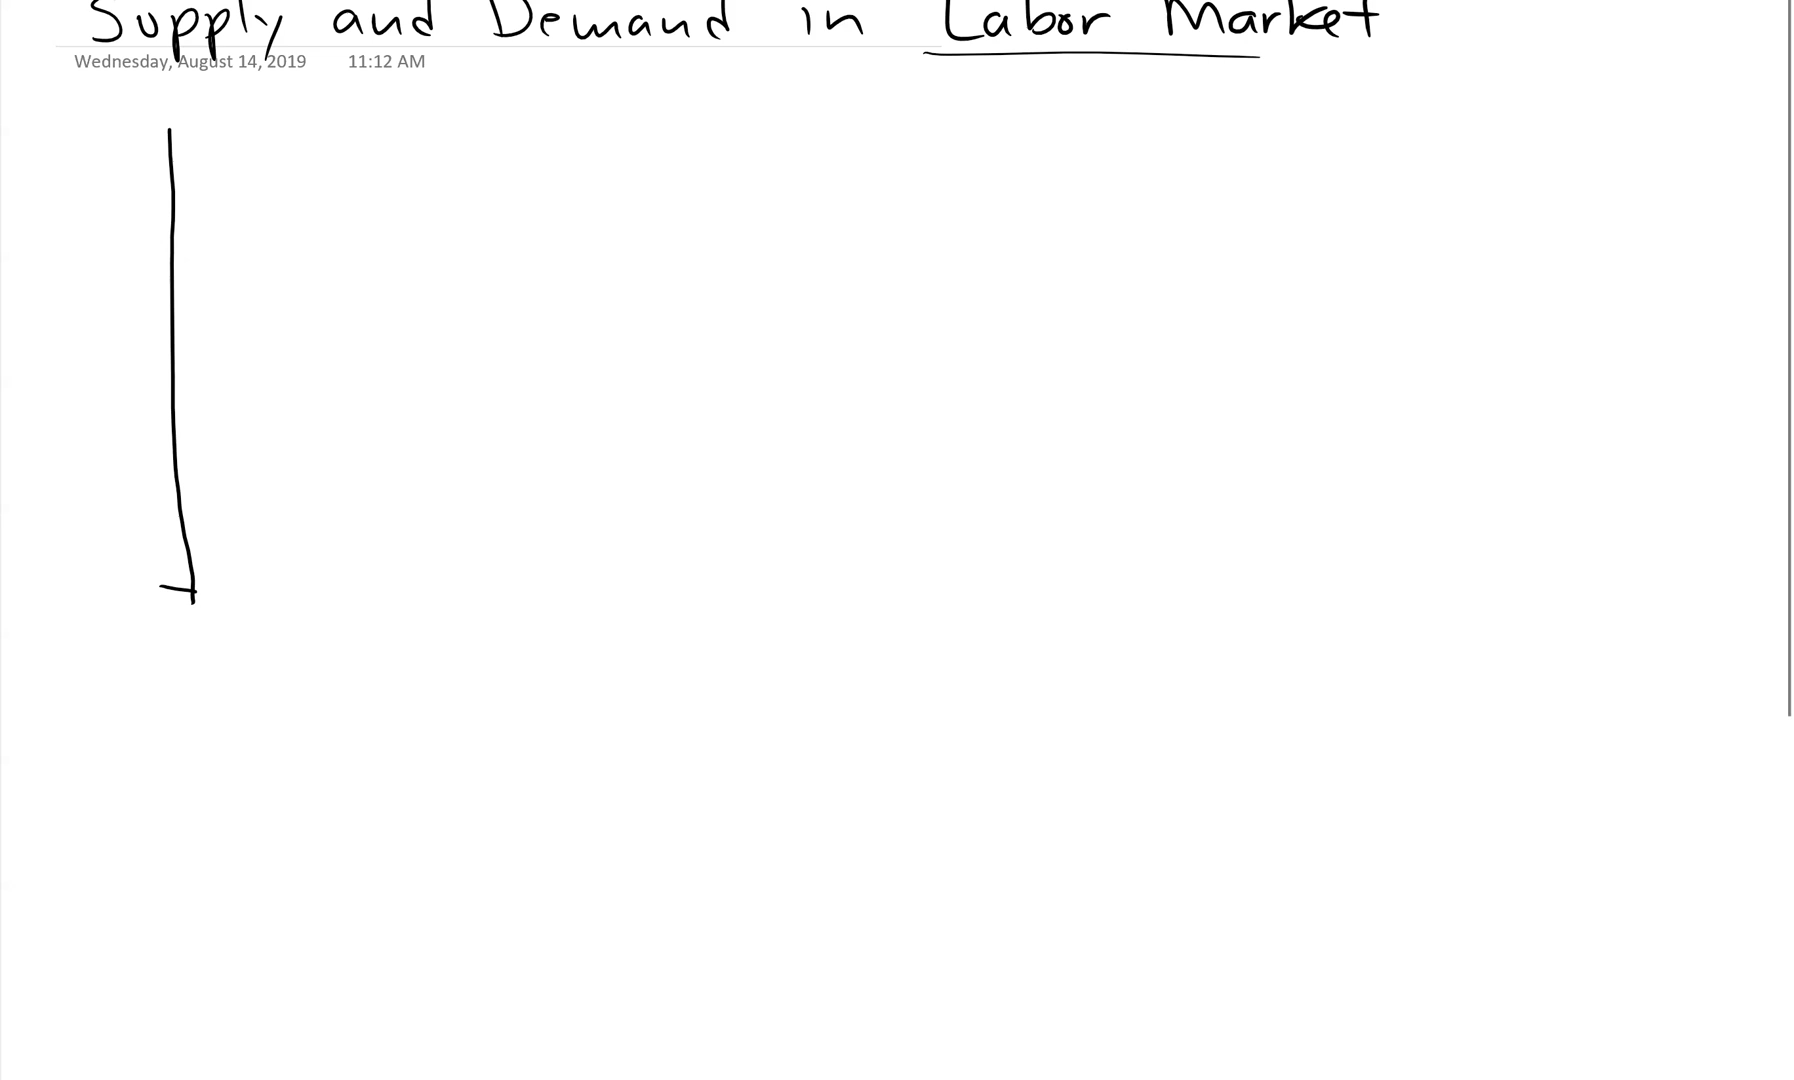 Supply and Demand in Labor Market
Wednesday, August 14, 2019 11:12 AM